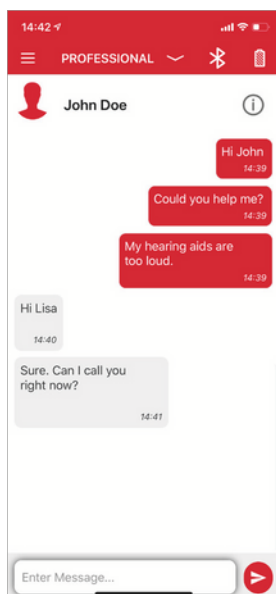 14:42
PROFESSIONAL
John Doe
Hi John
14:39
Could you help me?
14:39
My hearing aids are
too loud.
14:39
Hi Lisa
14:40
Sure. Can I call you
right now?
14:41
Enter Message...